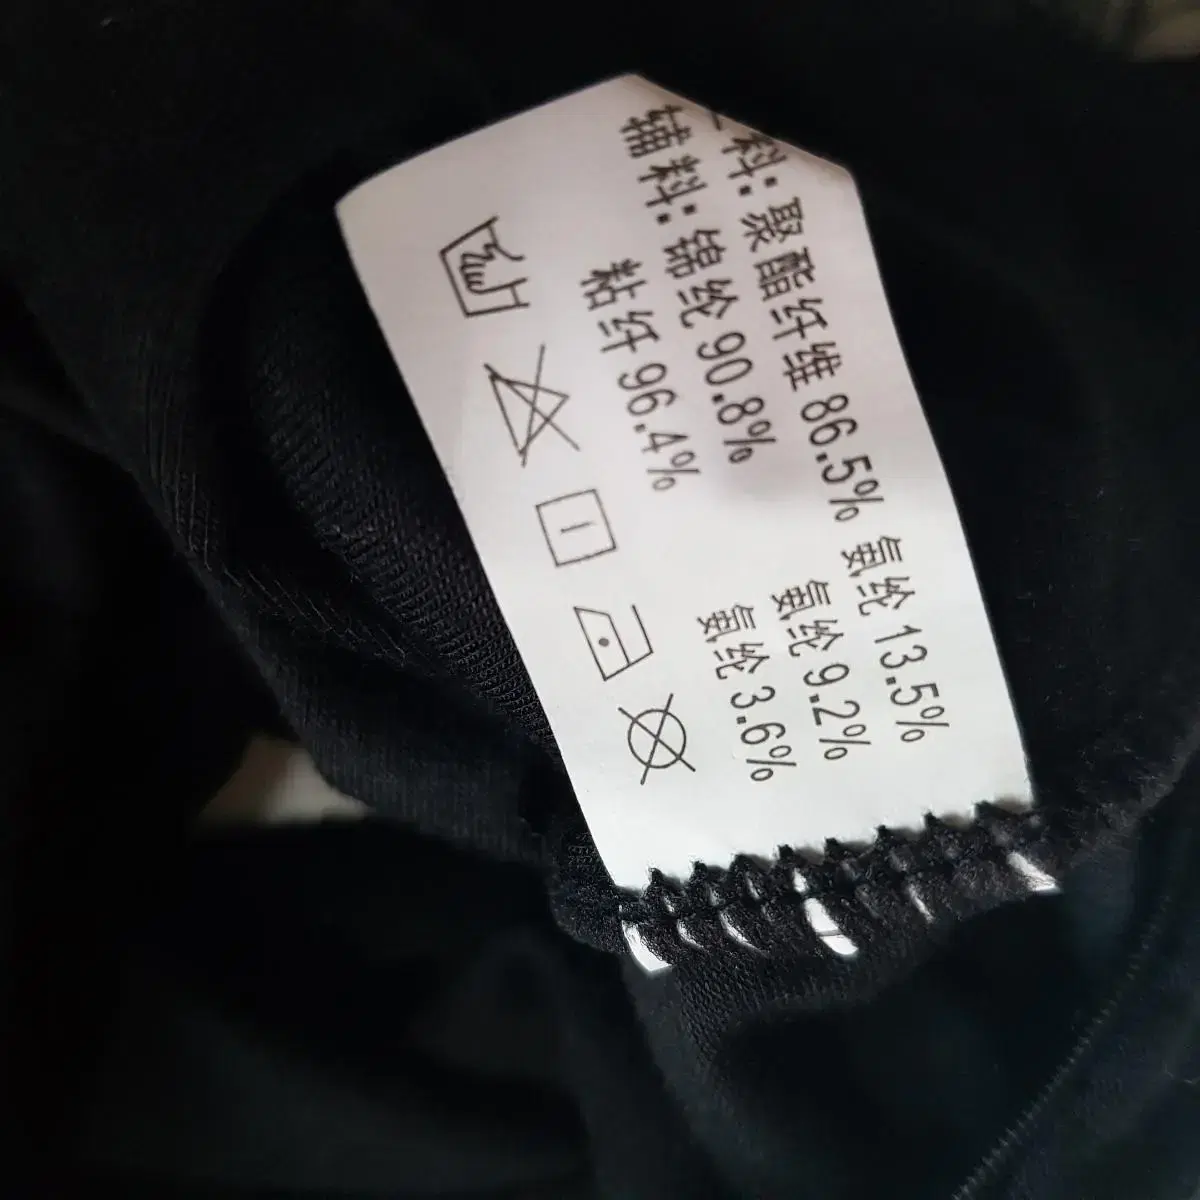 料: 聚酯纤维 86.5% 氨纶 13.5%
辅料: 锦纶 90.8% 氨纶 9.2%
粘纤 96.4% 氨纶 3.6%